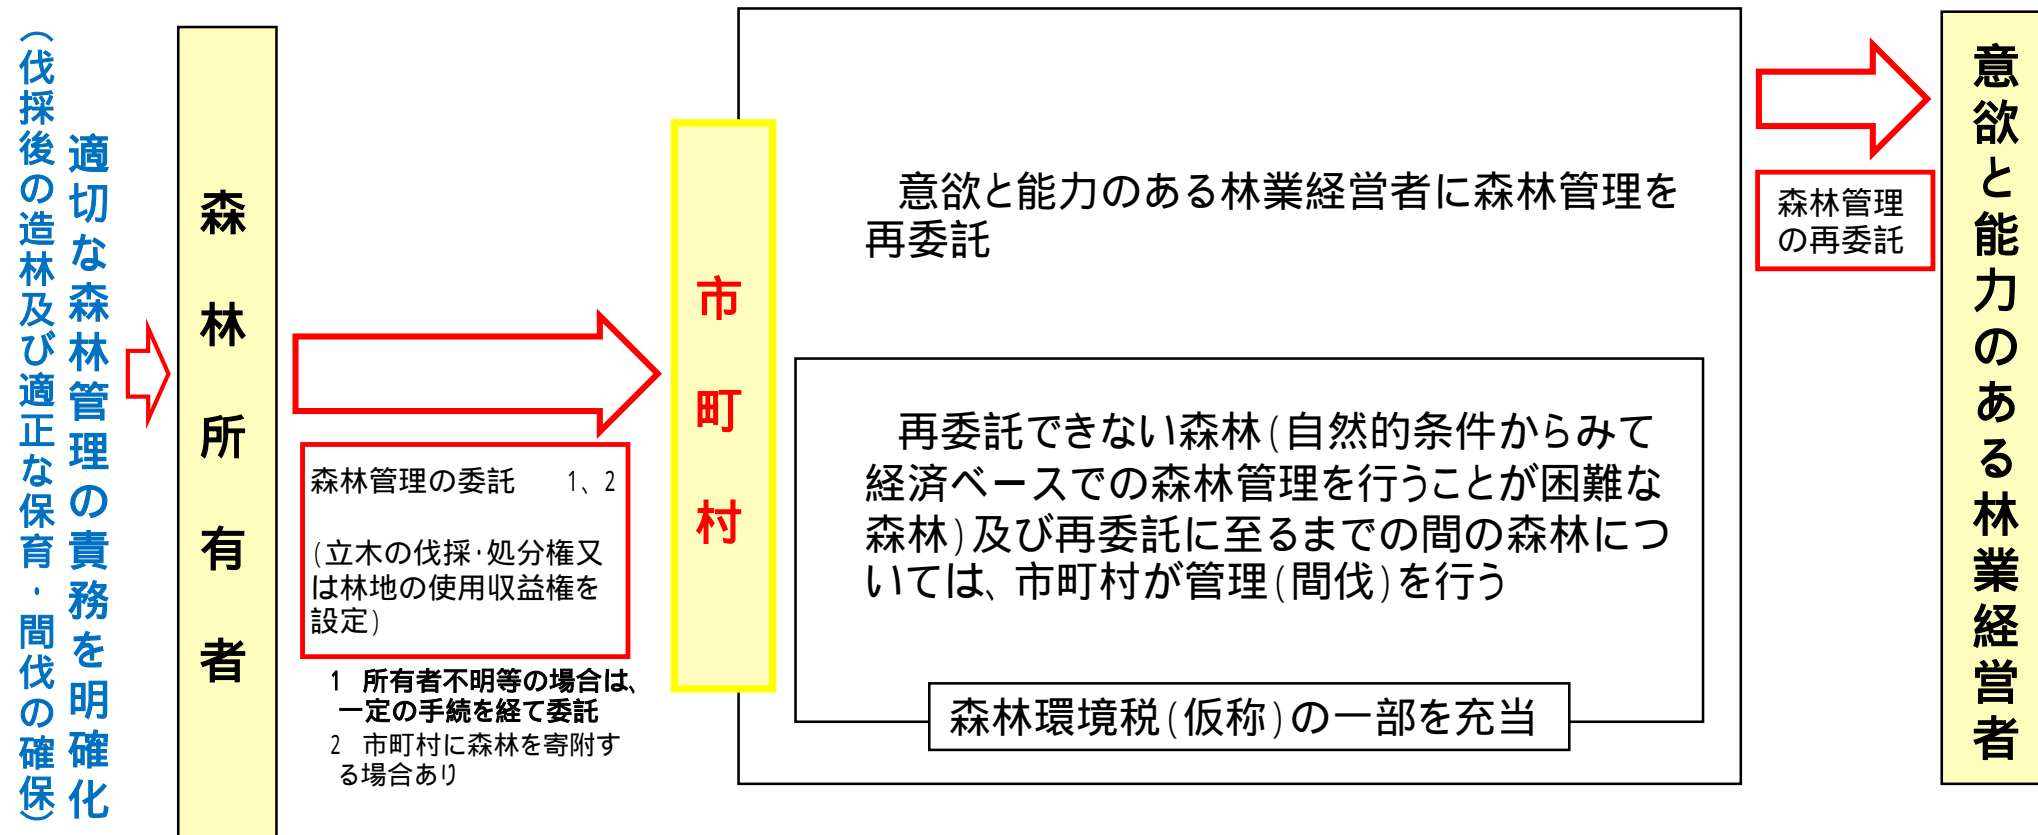 適切な森林管理の責務を明確化
（伐採後の造林及び適正な保育・間伐の確保）
森林所有者
森林管理の委託　1、2
(立木の伐採・処分権又
は林地の使用収益権を
設定)
1　所有者不明等の場合は、
一定の手続を経て委託
2　市町村に森林を寄附す
る場合あり
市町村
意欲と能力のある林業経営者に森林管理を
再委託
再委託できない森林(自然的条件からみて
経済ベースでの森林管理を行うことが困難な
森林)及び再委託に至るまでの間の森林につ
いては、市町村が管理(間伐)を行う
森林環境税(仮称)の一部を充当
森林管理
の再委託
意欲と能力のある林業経営者